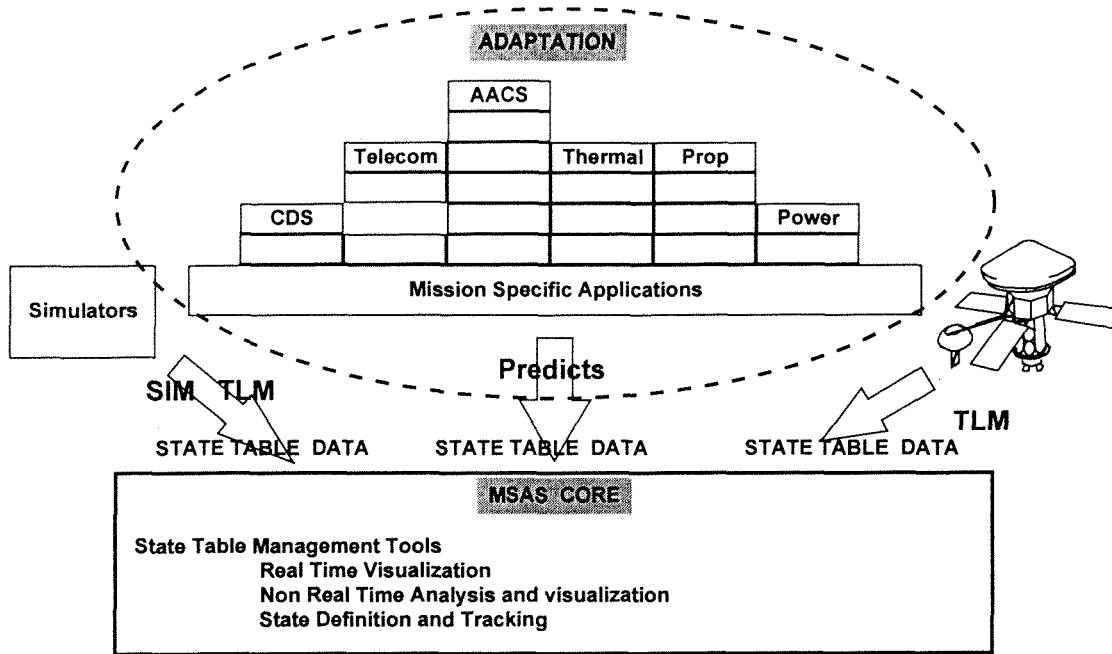 ADAPTATION
AACS
Telecom
Thermal
Prop
CDS
Power
Simulators
Mission Specific Applications
Predicts
SIM TLM
TLM
STATE TABLE DATA
STATE TABLE DATA
STATE TABLE DATA
MSAS CORE
State Table Management Tools
Real Time Visualization
Non Real Time Analysis and visualization
State Definition and Tracking